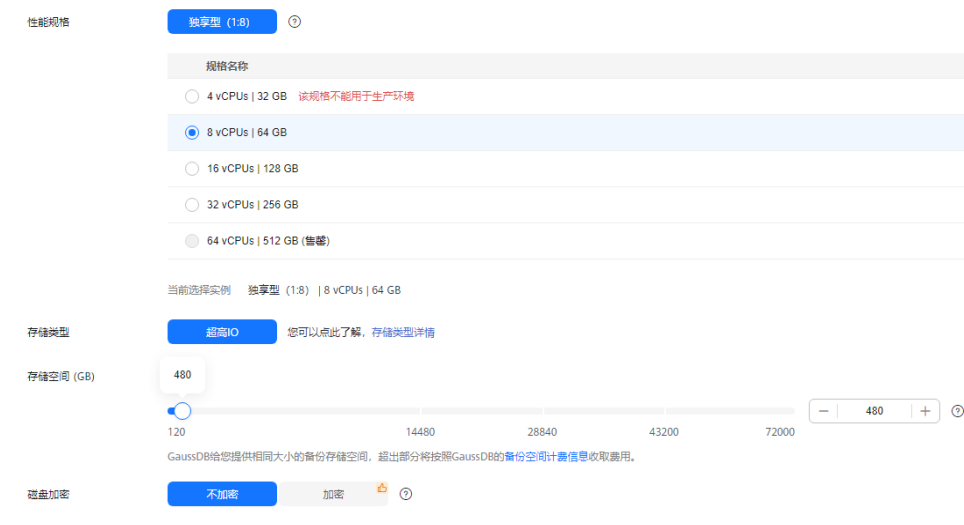 性能规格 独享型 (1:8) ?
规格名称
4 vCPUs | 32 GB 该规格不能用于生产环境
8 vCPUs | 64 GB
16 vCPUs | 128 GB
32 vCPUs | 256 GB
64 vCPUs | 512 GB (售罄)
当前选择实例 独享型 (1:8) | 8 vCPUs | 64 GB
存储类型 超高IO 您可以点此了解，存储类型详情
存储空间 (GB) 480
− 480 + ?
120 14480 28840 43200 72000
GaussDB给您提供相同大小的备份存储空间，超出部分将按照GaussDB的备份空间计费信息收取费用。
磁盘加密 不加密 加密 ?